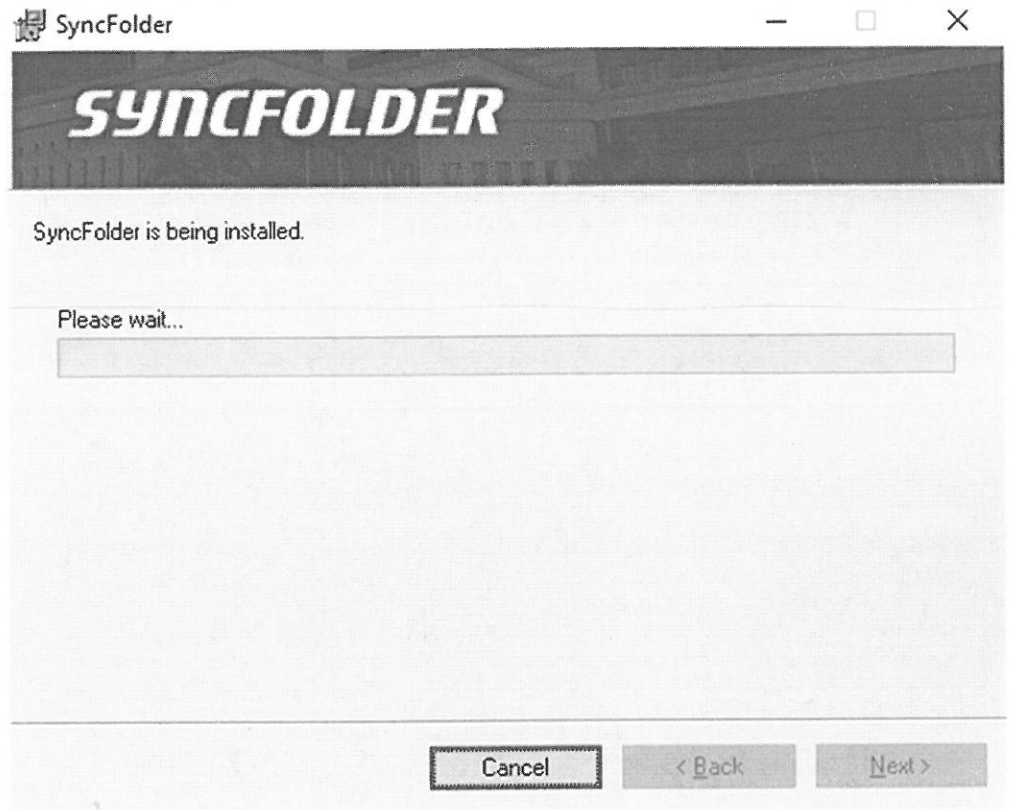 SyncFolder
SYNCFOLDER
SyncFolder is being installed.
Please wait...
Cancel
< Back
Next >